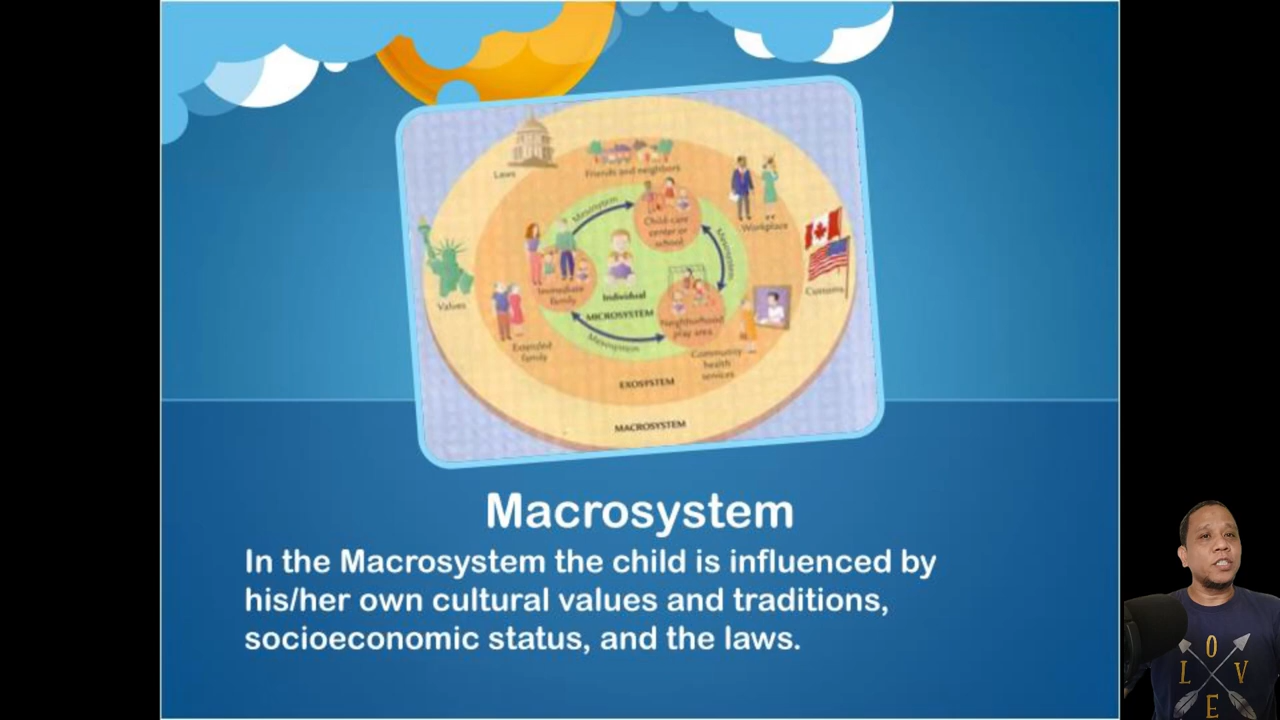 Laws
Friends and neighbors
Mesosystem
Child-care
center or
school
Workplace
Mesosystem
Values
Immediate
family
Individual
MICROSYSTEM
Neighborhood
play area
Customs
Mesosystem
Extended
family
Community
health
services
EXOSYSTEM
MACROSYSTEM
Macrosystem
In the Macrosystem the child is influenced by
his/her own cultural values and traditions,
socioeconomic status, and the laws.
L O V E